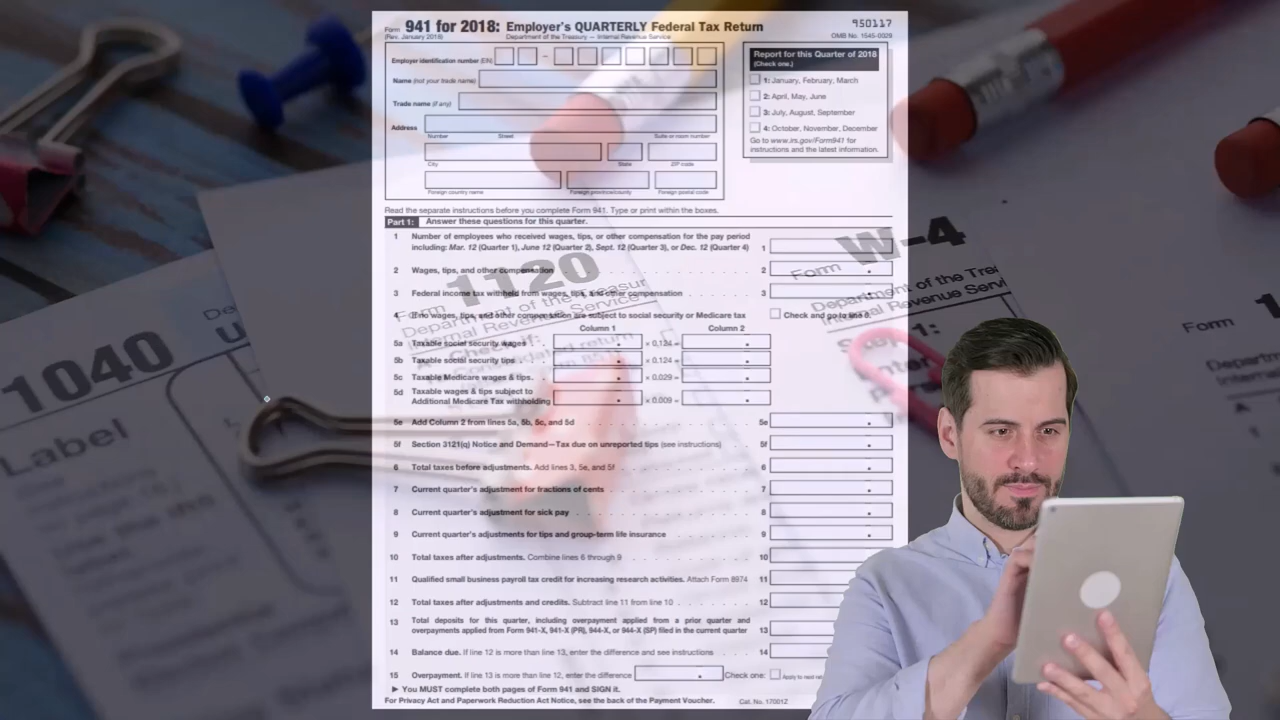 Form 941 for 2018: Employer's QUARTERLY Federal Tax Return
(Rev. January 2018) Department of the Treasury — Internal Revenue Service
950117
OMB No. 1545-0029
Employer identification number (EIN) –
Name (not your trade name)
Trade name (if any)
Address
Number Street Suite or room number
City State ZIP code
Foreign country name Foreign province/county Foreign postal code
Report for this Quarter of 2018
(Check one.)
1: January, February, March
2: April, May, June
3: July, August, September
4: October, November, December
Go to www.irs.gov/Form941 for
instructions and the latest information.
Read the separate instructions before you complete Form 941. Type or print within the boxes.
Part 1: Answer these questions for this quarter.
1 Number of employees who received wages, tips, or other compensation for the pay period
including: Mar. 12 (Quarter 1), June 12 (Quarter 2), Sept. 12 (Quarter 3), or Dec. 12 (Quarter 4) 1
2 Wages, tips, and other compensation 2
3 Federal income tax withheld from wages, tips, and other compensation 3
4 If no wages, tips, and other compensation are subject to social security or Medicare tax Check and go to line 6.
Column 1 Column 2
5a Taxable social security wages . . × 0.124 =
5b Taxable social security tips . . . × 0.124 =
5c Taxable Medicare wages & tips. . × 0.029 =
5d Taxable wages & tips subject to
Additional Medicare Tax withholding × 0.009 =
5e Add Column 2 from lines 5a, 5b, 5c, and 5d 5e
5f Section 3121(q) Notice and Demand—Tax due on unreported tips (see instructions) 5f
6 Total taxes before adjustments. Add lines 3, 5e, and 5f 6
7 Current quarter's adjustment for fractions of cents 7
8 Current quarter's adjustment for sick pay 8
9 Current quarter's adjustments for tips and group-term life insurance 9
10 Total taxes after adjustments. Combine lines 6 through 9 10
11 Qualified small business payroll tax credit for increasing research activities. Attach Form 8974 11
12 Total taxes after adjustments and credits. Subtract line 11 from line 10 12
13 Total deposits for this quarter, including overpayment applied from a prior quarter and
overpayments applied from Form 941-X, 941-X (PR), 944-X, or 944-X (SP) filed in the current quarter 13
14 Balance due. If line 12 is more than line 13, enter the difference and see instructions 14
15 Overpayment. If line 13 is more than line 12, enter the difference Check one: Apply to next
► You MUST complete both pages of Form 941 and SIGN it.
For Privacy Act and Paperwork Reduction Act Notice, see the back of the Payment Voucher. Cat. No. 17001Z
1040
Label
Form 1120
Department of the Treasur
Internal Revenue Service
Form W-4
Department of the Trea
Internal Revenue Serv
Form